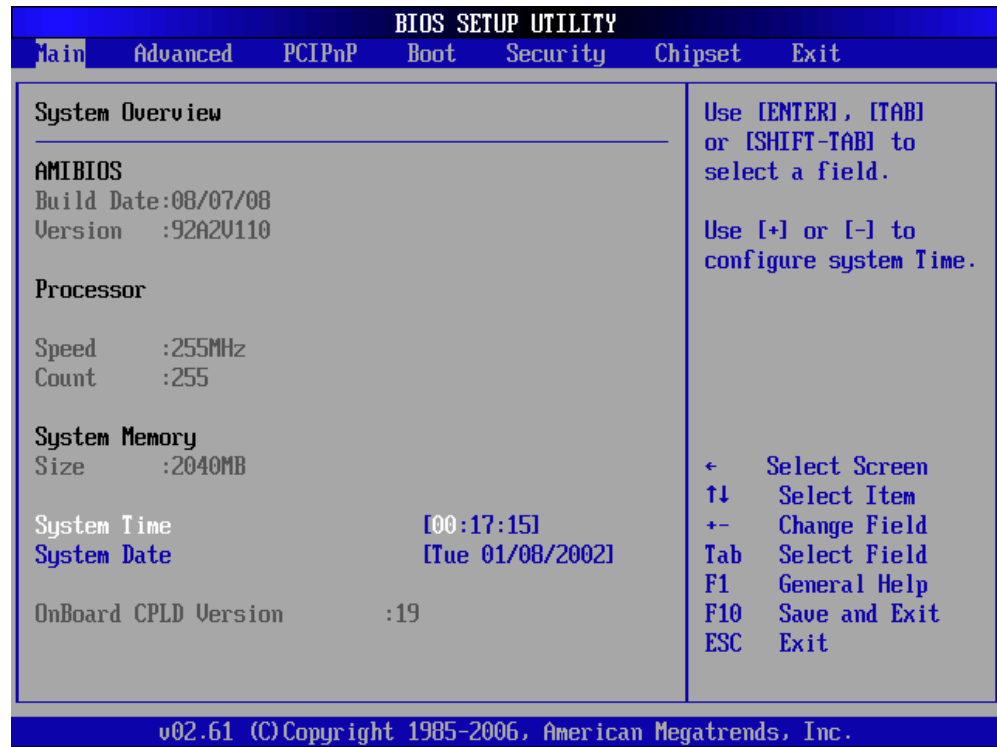 BIOS SETUP UTILITY
Main Advanced PCIPnP Boot Security Chipset Exit
System Overview
AMIBIOS
Build Date:08/07/08
Version :92A2V110
Processor
Speed :255MHz
Count :255
System Memory
Size :2040MB
System Time [00:17:15]
System Date [Tue 01/08/2002]
OnBoard CPLD Version :19
Use [ENTER], [TAB]
or [SHIFT-TAB] to
select a field.
Use [+] or [-] to
configure system Time.
← Select Screen
↑↓ Select Item
+- Change Field
Tab Select Field
F1 General Help
F10 Save and Exit
ESC Exit
v02.61 (C)Copyright 1985-2006, American Megatrends, Inc.